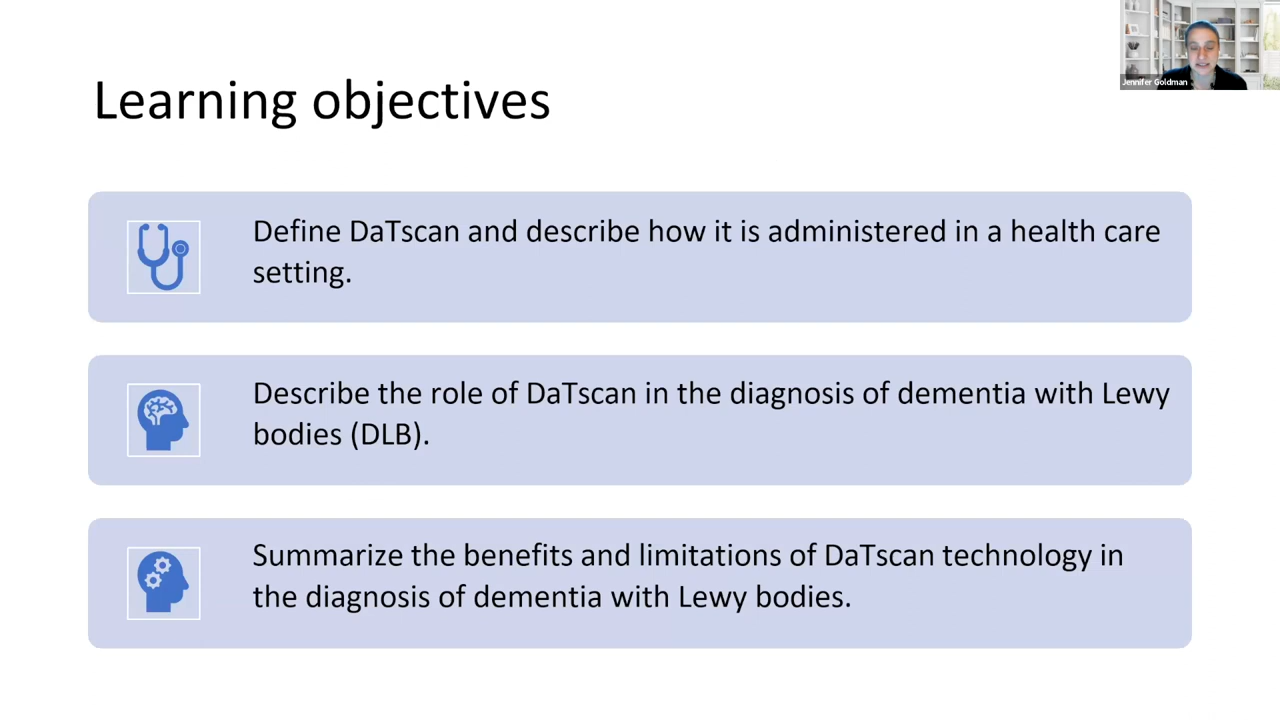 Jennifer Goldman
Learning objectives
Define DaTscan and describe how it is administered in a health care
setting.
Describe the role of DaTscan in the diagnosis of dementia with Lewy
bodies (DLB).
Summarize the benefits and limitations of DaTscan technology in
the diagnosis of dementia with Lewy bodies.